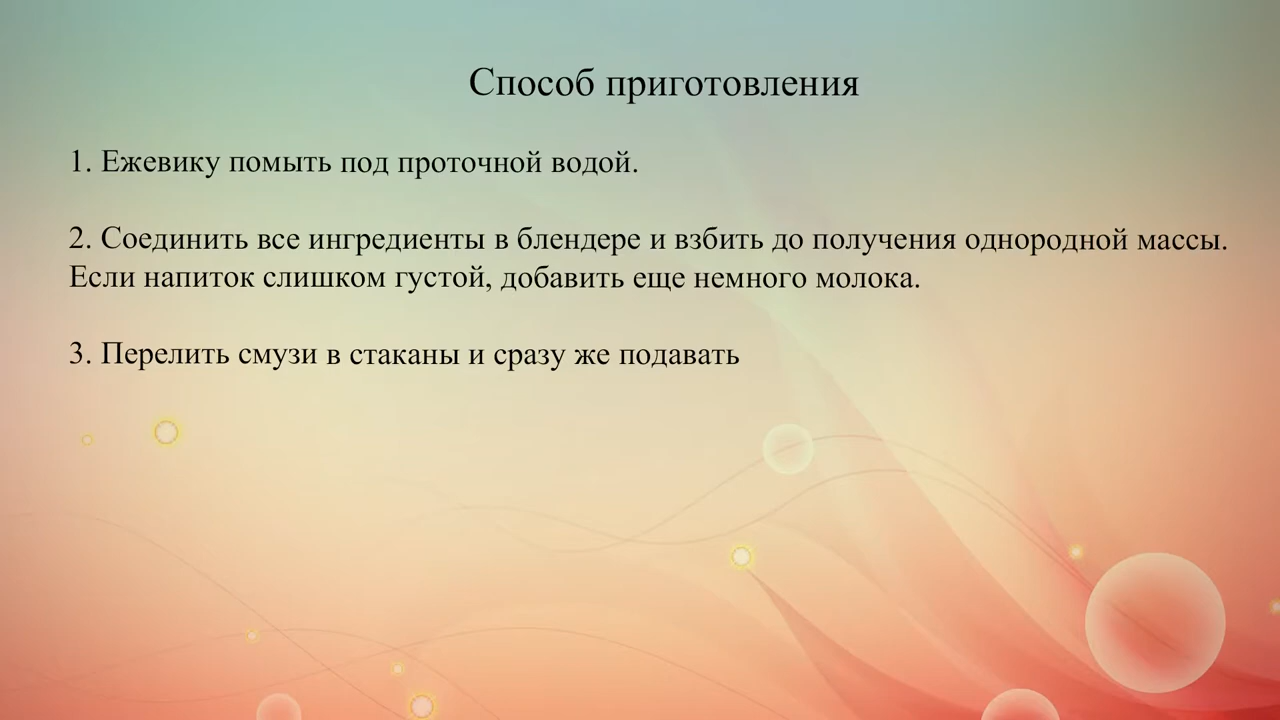 Способ приготовления
1. Ежевику помыть под проточной водой.
2. Соединить все ингредиенты в блендере и взбить до получения однородной массы.
Если напиток слишком густой, добавить еще немного молока.
3. Перелить смузи в стаканы и сразу же подавать